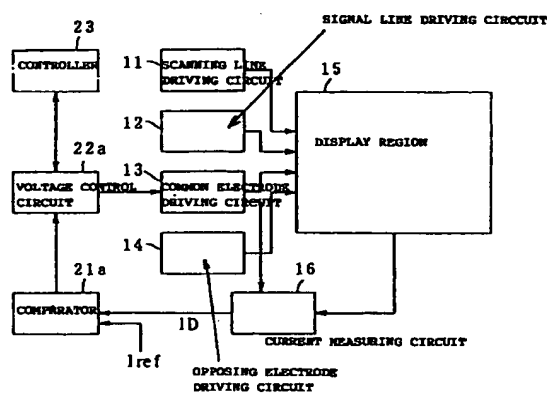 SIGNAL LINE DRIVING CIRCCUIT
23
CONTROLLER
11
SCANNING LINE
DRIVING CIRCUIT
15
12
DISPLAY REGION
22a
VOLTAGE CONTROL
CIRCUIT
13
COMMON ELECTRODE
DRIVING CIRCUIT
14
21a
COMPARATOR
16
ID
Iref
CURRENT MEASURING CIRCUIT
OPPOSING ELECTRODE
DRIVING CIRCUIT